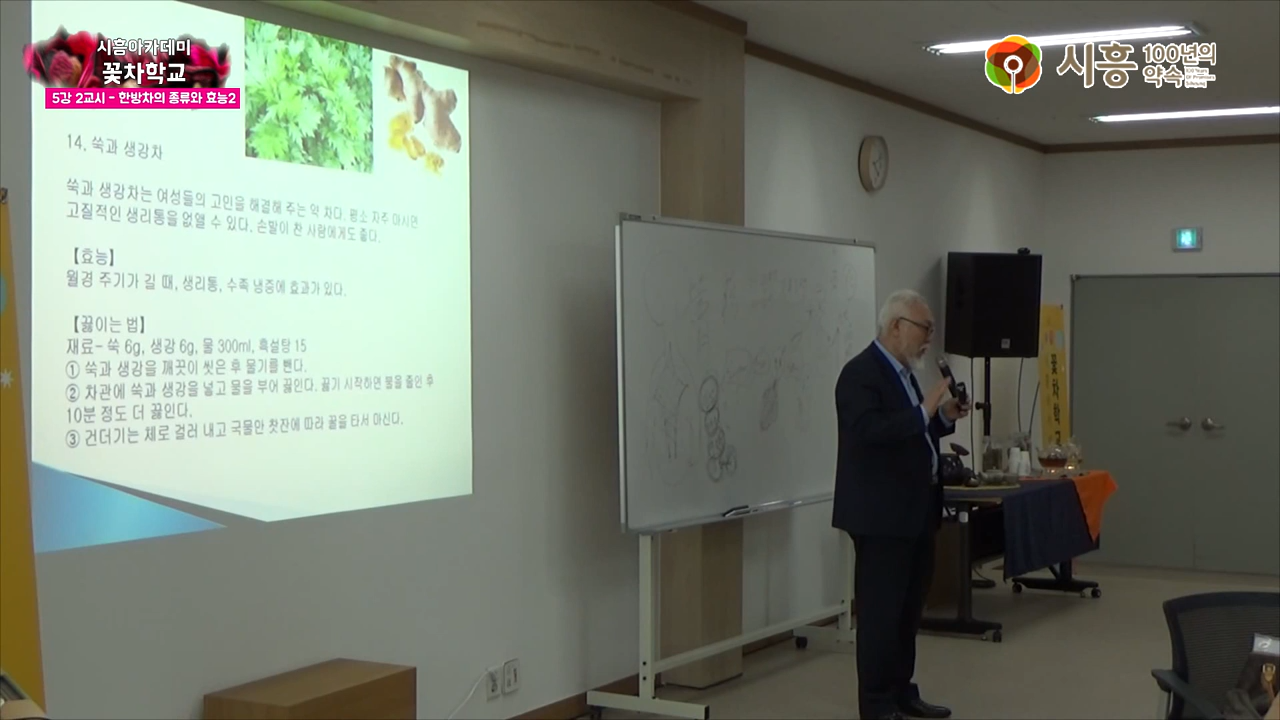 시흥아카데미
꽃차학교
5강 2교시 - 한방차의 종류와 효능2
시흥 100년의 약속
14, 쑥과 생강차
쑥과 생강차는 여성들의 고민을 해결해 주는 약 차다. 평소 자주 마시면
고질적인 생리통을 없앨 수 있다. 손발이 찬 사람에게도 좋다.
【효능】
월경 주기가 길 때, 생리통, 수족 냉증에 효과가 있다.
【끓이는 법】
재료- 쑥 6g, 생강 6g, 물 300ml, 흑설탕 15
① 쑥과 생강을 깨끗이 씻은 후 물기를 뺀다.
② 차관에 쑥과 생강을 넣고 물을 부어 끓인다. 끓기 시작하면 불을 줄인 후
10분 정도 더 끓인다.
③ 건더기는 체로 걸러 내고 국물만 찻잔에 따라 꿀을 타서 마신다.
꽃차학교